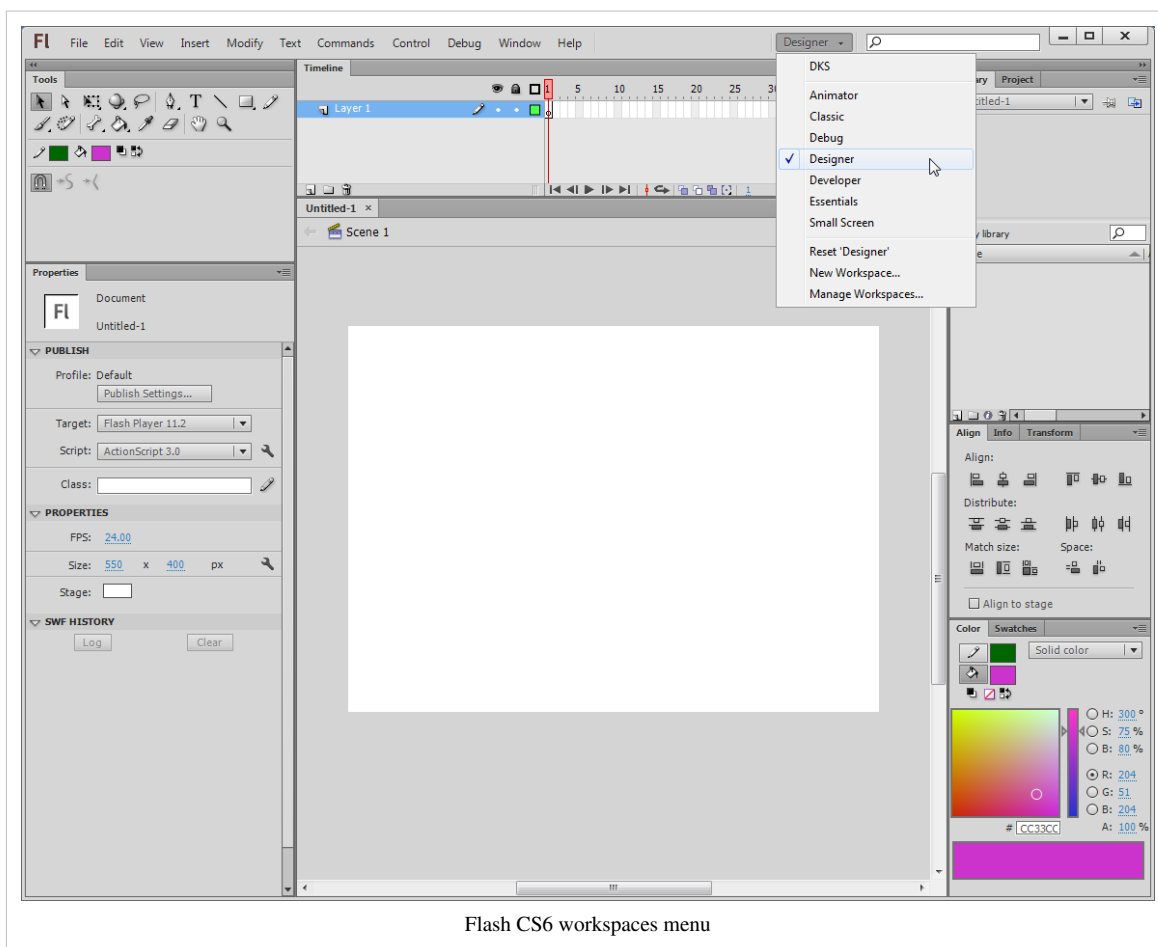 Fl File Edit View Insert Modify Text Commands Control Debug Window Help Designer
Tools
Timeline
1 5 10 15 20 25
Layer 1
1
DKS
Animator
Classic
Debug
Designer
Developer
Essentials
Small Screen
Reset 'Designer'
New Workspace...
Manage Workspaces...
Project
Untitled-1 ×
Scene 1
library
Properties
Fl
Document
Untitled-1
PUBLISH
Profile: Default
Publish Settings...
Target: Flash Player 11.2
Script: ActionScript 3.0
Class:
PROPERTIES
FPS: 24.00
Size: 550 x 400 px
Stage:
SWF HISTORY
Log Clear
Align Info Transform
Align:
Distribute:
Match size: Space:
Align to stage
Color Swatches
Solid color
H: 300 °
S: 75 %
B: 80 %
R: 204
G: 51
B: 204
# CC33CC A: 100 %
Flash CS6 workspaces menu